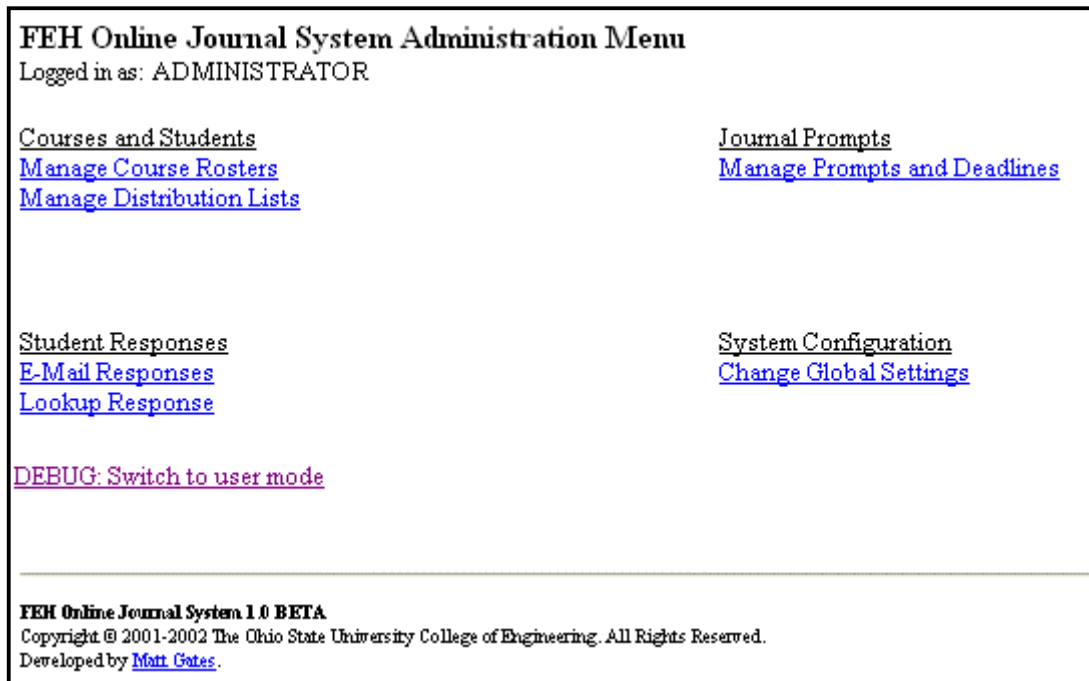 FEH Online Journal System Administration Menu
Logged in as: ADMINISTRATOR
Courses and Students
Manage Course Rosters
Manage Distribution Lists
Journal Prompts
Manage Prompts and Deadlines
Student Responses
E-Mail Responses
Lookup Response
System Configuration
Change Global Settings
DEBUG: Switch to user mode
FEH Online Journal System 1.0 BETA
Copyright © 2001-2002 The Ohio State University College of Engineering. All Rights Reserved.
Developed by Matt Gates.